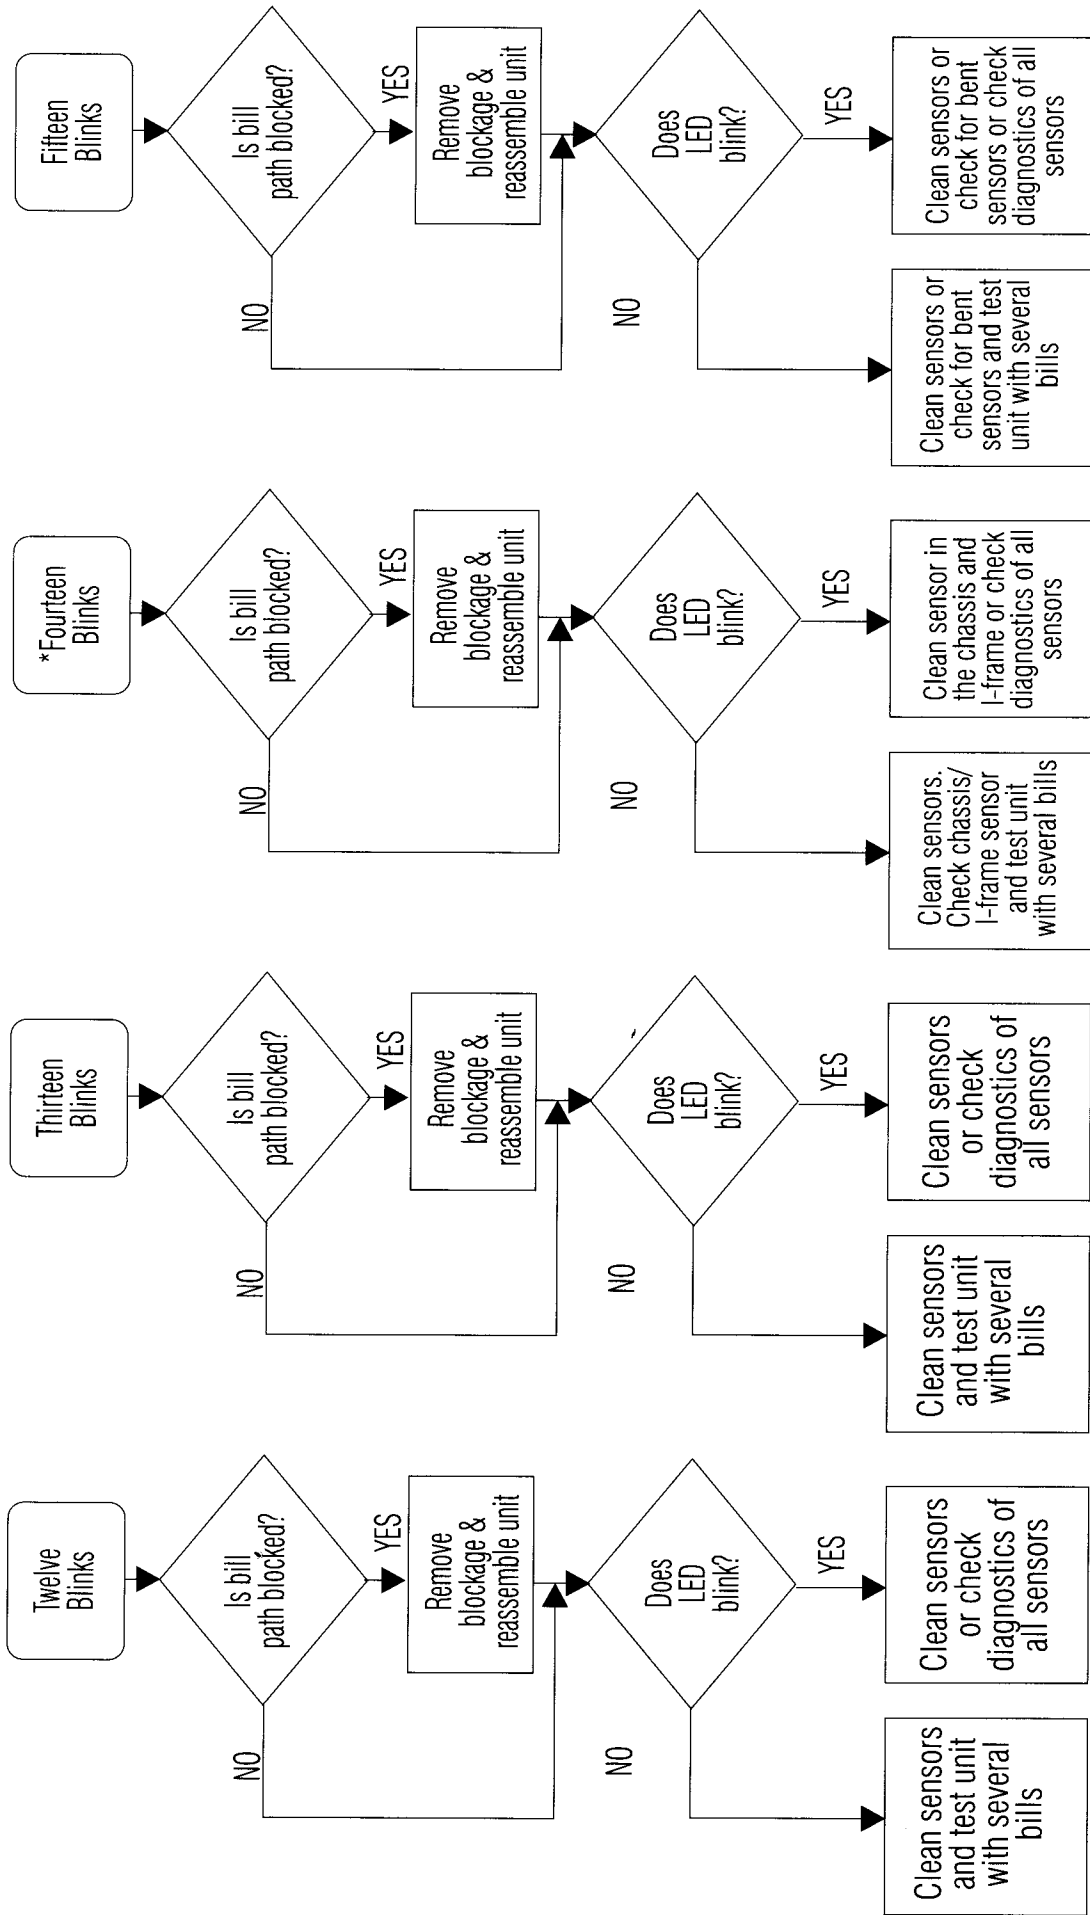 Twelve
Blinks
Is bill
path blocked?
YES
NO
Remove
blockage &
reassemble unit
Does
LED
blink?
NO
YES
Clean sensors
and test unit
with several
bills
Clean sensors
or check
diagnostics of
all sensors
Thirteen
Blinks
Is bill
path blocked?
YES
NO
Remove
blockage &
reassemble unit
Does
LED
blink?
NO
YES
Clean sensors
and test unit
with several
bills
Clean sensors
or check
diagnostics of
all sensors
*Fourteen
Blinks
Is bill
path blocked?
YES
NO
Remove
blockage &
reassemble unit
Does
LED
blink?
NO
YES
Clean sensors.
Check chassis/
I-frame sensor
and test unit
with several bills
Clean sensor in
the chassis and
I-frame or check
diagnostics of all
sensors
Fifteen
Blinks
Is bill
path blocked?
YES
NO
Remove
blockage &
reassemble unit
Does
LED
blink?
NO
YES
Clean sensors or
check for bent
sensors and test
unit with several
bills
Clean sensors or
check for bent
sensors or check
diagnostics of all
sensors